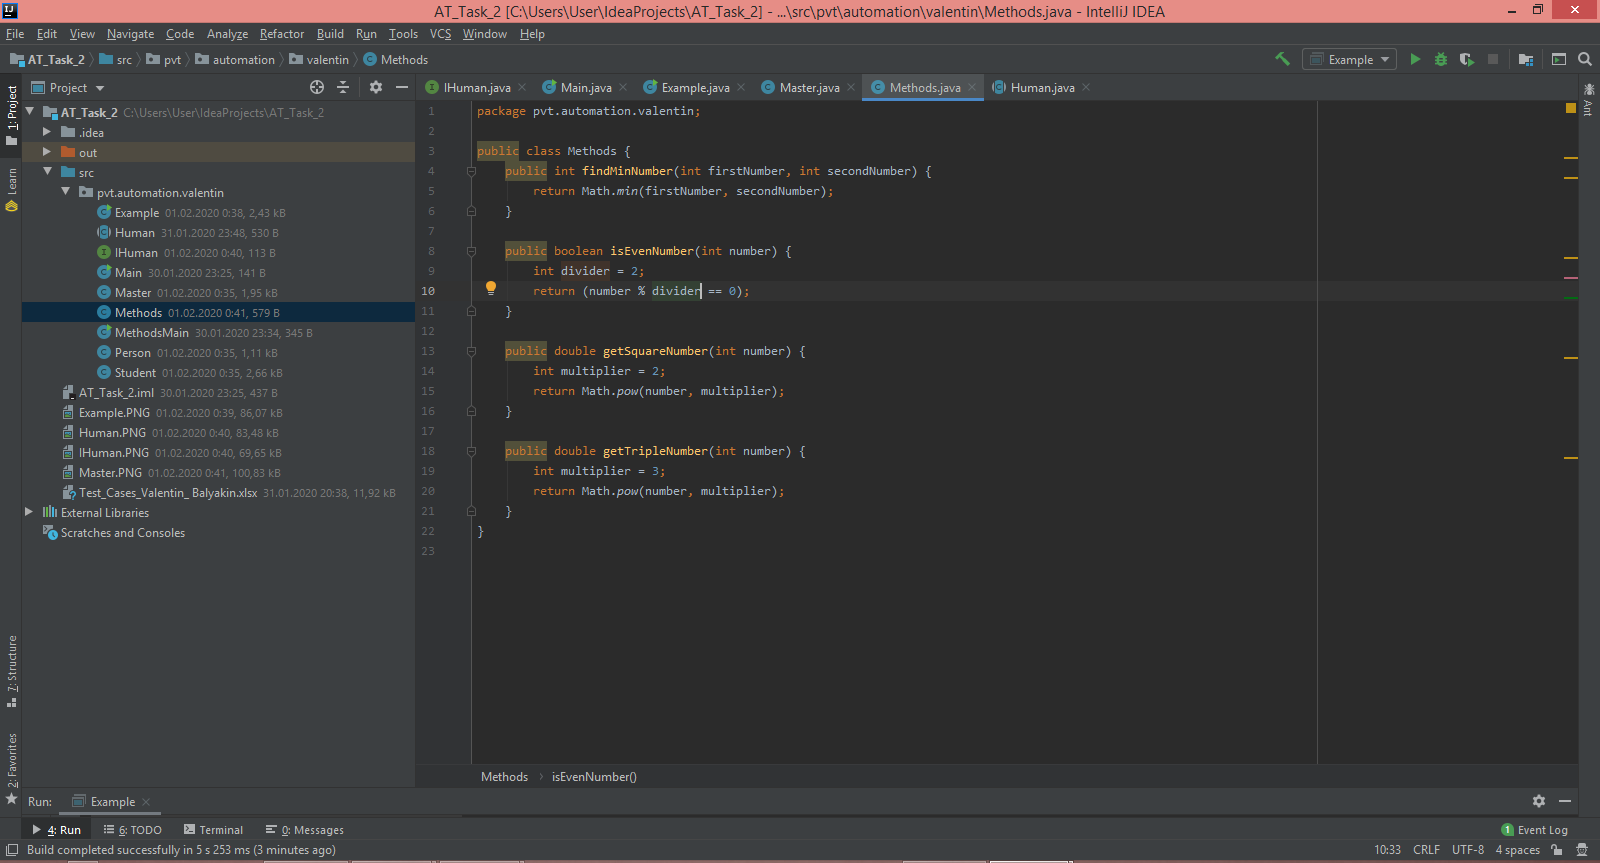 AT_Task_2 [C:\Users\User\IdeaProjects\AT_Task_2] - ...\src\pvt\automation\valentin\Methods.java - IntelliJ IDEA
File Edit View Navigate Code Analyze Refactor Build Run Tools VCS Window Help
AT_Task_2 src pvt automation valentin Methods Example
Project
IHuman.java Main.java Example.java Master.java Methods.java Human.java
1: Project
Learn
7: Structure
2: Favorites
Ant
AT_Task_2 C:\Users\User\IdeaProjects\AT_Task_2
.idea
out
src
pvt.automation.valentin
Example 01.02.2020 0:38, 2,43 kB
Human 31.01.2020 23:48, 530 B
IHuman 01.02.2020 0:40, 113 B
Main 30.01.2020 23:25, 141 B
Master 01.02.2020 0:35, 1,95 kB
Methods 01.02.2020 0:41, 579 B
MethodsMain 30.01.2020 23:34, 345 B
Person 01.02.2020 0:35, 1,11 kB
Student 01.02.2020 0:35, 2,66 kB
AT_Task_2.iml 30.01.2020 23:25, 437 B
Example.PNG 01.02.2020 0:39, 86,07 kB
Human.PNG 01.02.2020 0:40, 83,48 kB
IHuman.PNG 01.02.2020 0:40, 69,65 kB
Master.PNG 01.02.2020 0:41, 100,83 kB
Test_Cases_Valentin_ Balyakin.xlsx 31.01.2020 20:38, 11,92 kB
External Libraries
Scratches and Consoles
1 package pvt.automation.valentin;
2
3 public class Methods {
4 public int findMinNumber(int firstNumber, int secondNumber) {
5 return Math.min(firstNumber, secondNumber);
6 }
7
8 public boolean isEvenNumber(int number) {
9 int divider = 2;
10 return (number % divider == 0);
11 }
12
13 public double getSquareNumber(int number) {
14 int multiplier = 2;
15 return Math.pow(number, multiplier);
16 }
17
18 public double getTripleNumber(int number) {
19 int multiplier = 3;
20 return Math.pow(number, multiplier);
21 }
22 }
23
Methods isEvenNumber()
Run: Example
4: Run 6: TODO Terminal 0: Messages 1 Event Log
Build completed successfully in 5 s 253 ms (3 minutes ago) 10:33 CRLF UTF-8 4 spaces